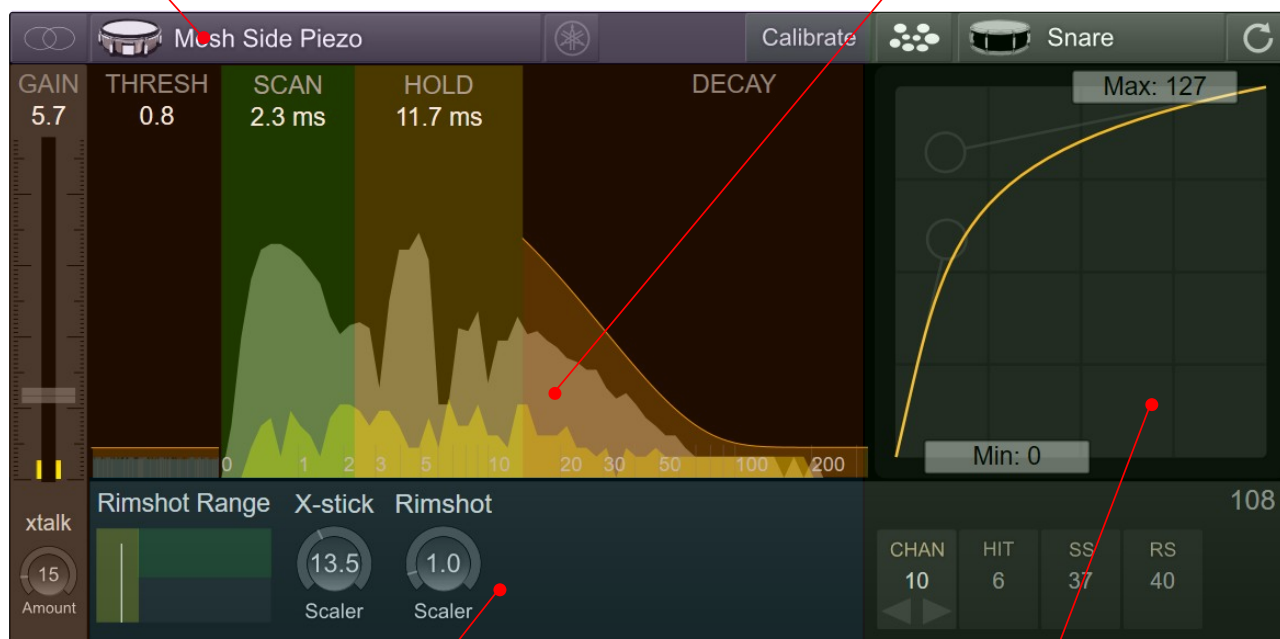 Mesh Side Piezo
Calibrate
Snare
GAIN
5.7
THRESH
0.8
SCAN
2.3 ms
HOLD
11.7 ms
DECAY
Max: 127
Min: 0
0 1 2 3 5 10 20 30 50 100 200
xtalk
15
Amount
Rimshot Range
X-stick
13.5
Scaler
Rimshot
1.0
Scaler
108
CHAN
10
HIT
6
SS
37
RS
40